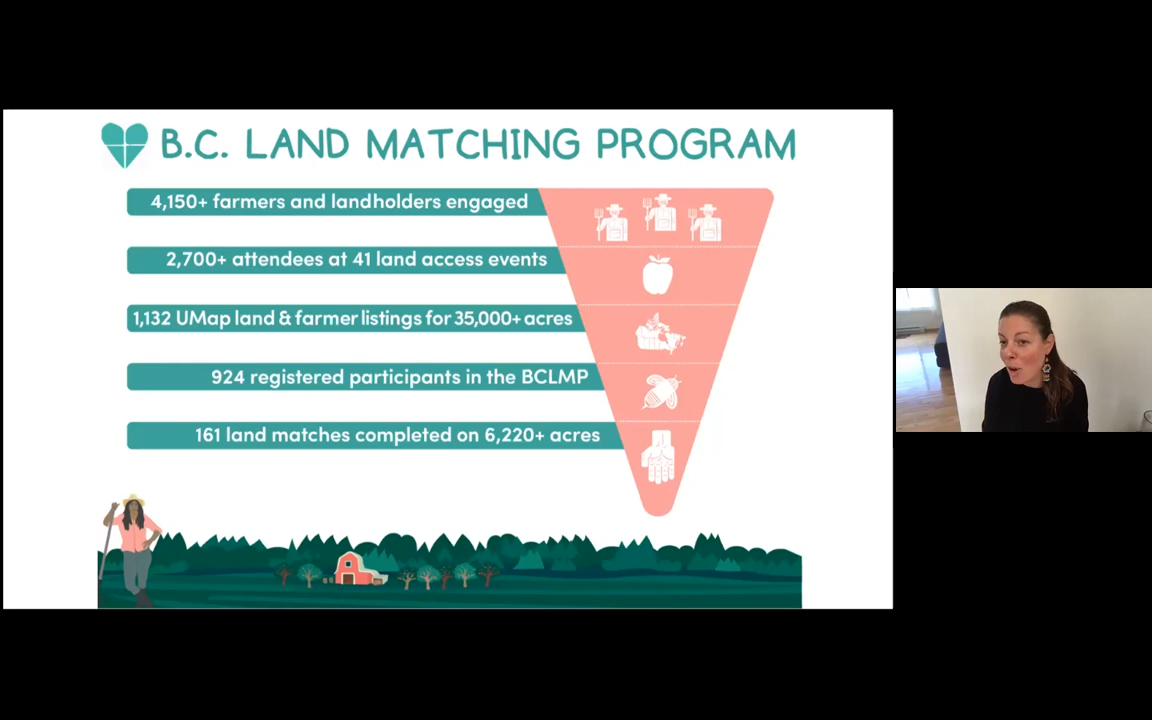 B.C. LAND MATCHING PROGRAM
4,150+ farmers and landholders engaged
2,700+ attendees at 41 land access events
1,132 UMap land & farmer listings for 35,000+ acres
924 registered participants in the BCLMP
161 land matches completed on 6,220+ acres